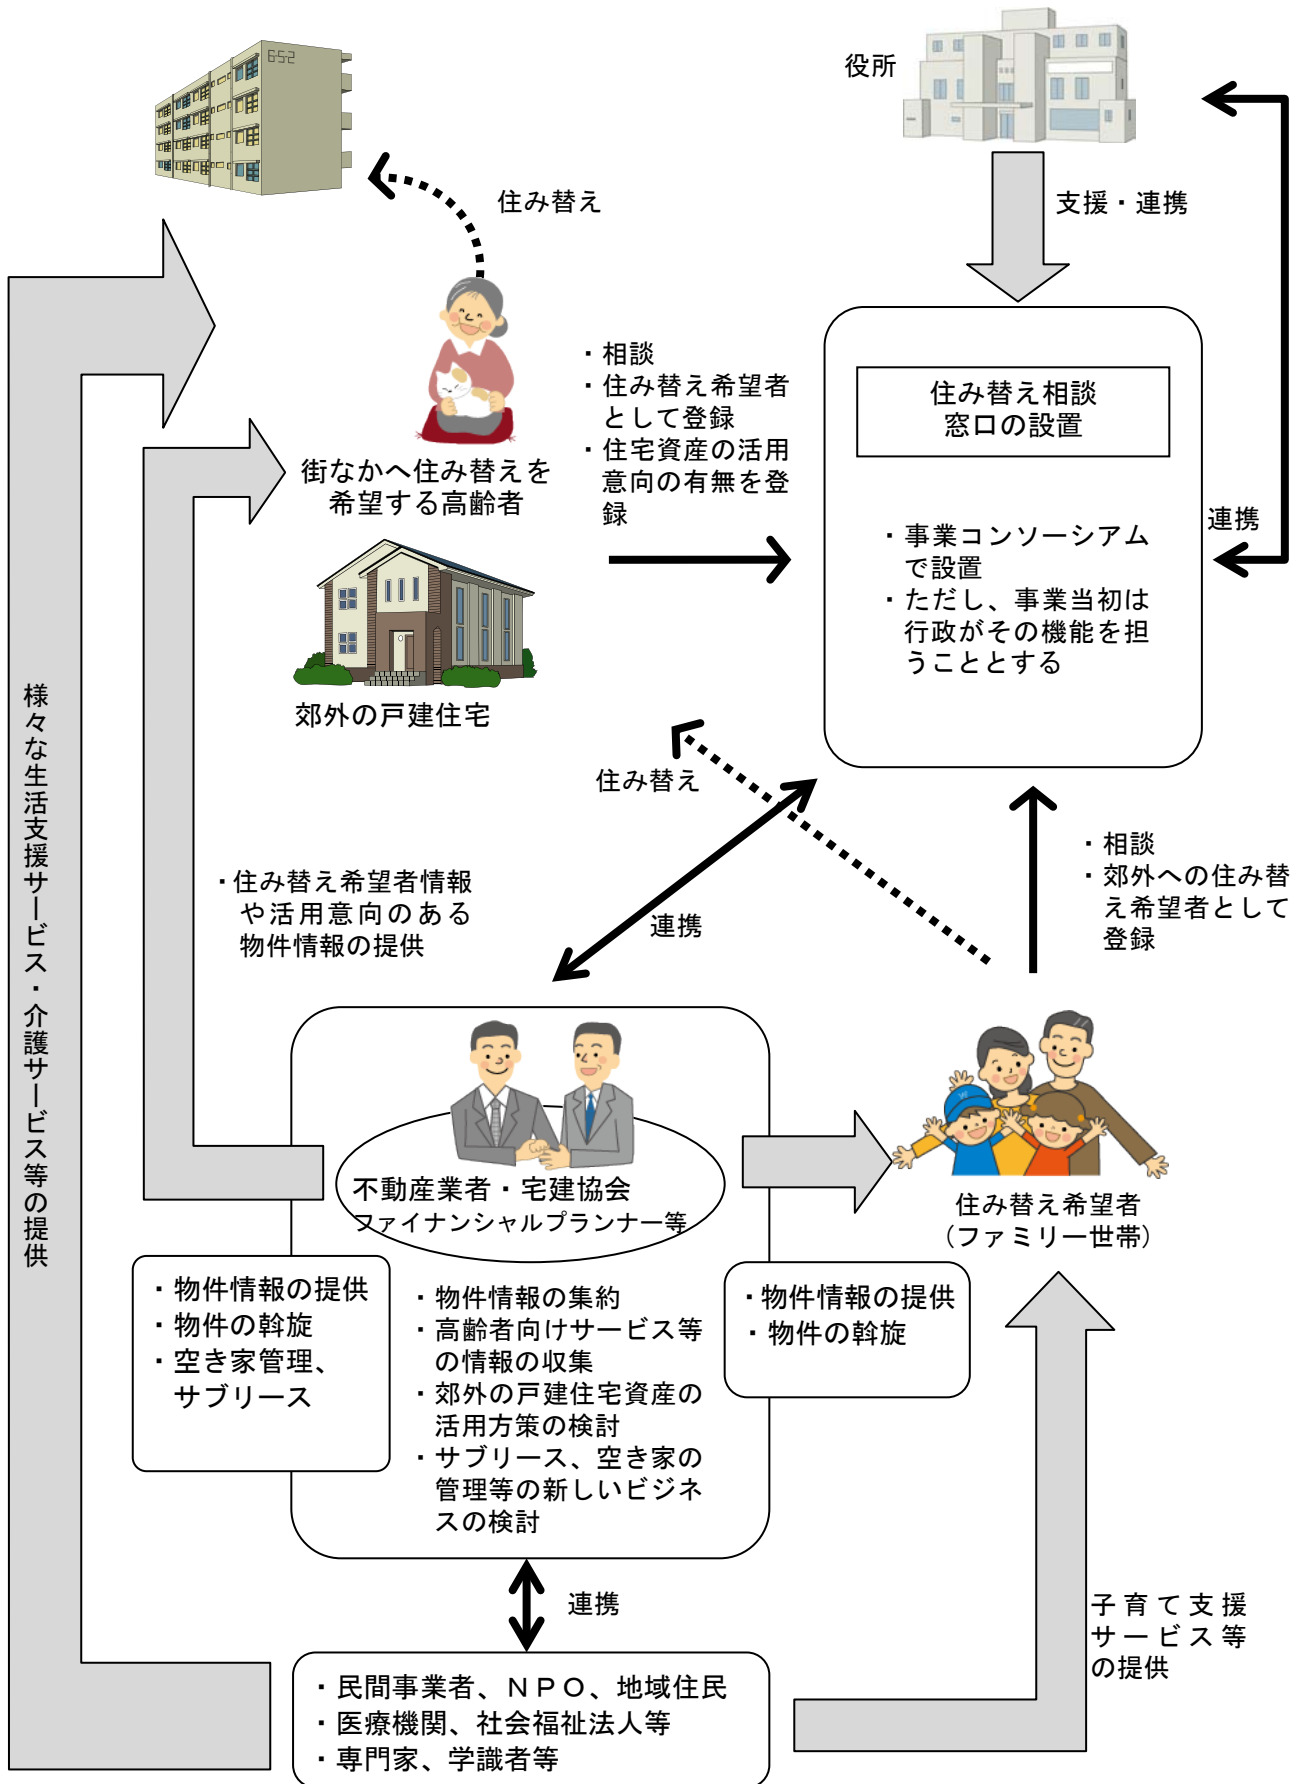 652
役所
住み替え
支援・連携
・相談
・住み替え希望者
として登録
・住宅資産の活用
意向の有無を登
録
住み替え相談
窓口の設置
街なかへ住み替えを
希望する高齢者
連携
・事業コンソーシアム
で設置
・ただし、事業当初は
行政がその機能を担
うこととする
郊外の戸建住宅
様々な生活支援サービス・介護サービス等の提供
住み替え
・相談
・郊外への住み替
え希望者として
登録
・住み替え希望者情報
や活用意向のある
物件情報の提供
連携
W
不動産業者・宅建協会
ファイナンシャルプランナー等
住み替え希望者
（ファミリー世帯）
・物件情報の提供
・物件の斡旋
・空き家管理、
サブリース
・物件情報の集約
・高齢者向けサービス等
の情報の収集
・郊外の戸建住宅資産の
活用方策の検討
・サブリース、空き家の
管理等の新しいビジネ
スの検討
・物件情報の提供
・物件の斡旋
連携
子育て支援
サービス等
の提供
・民間事業者、ＮＰＯ、地域住民
・医療機関、社会福祉法人等
・専門家、学識者等